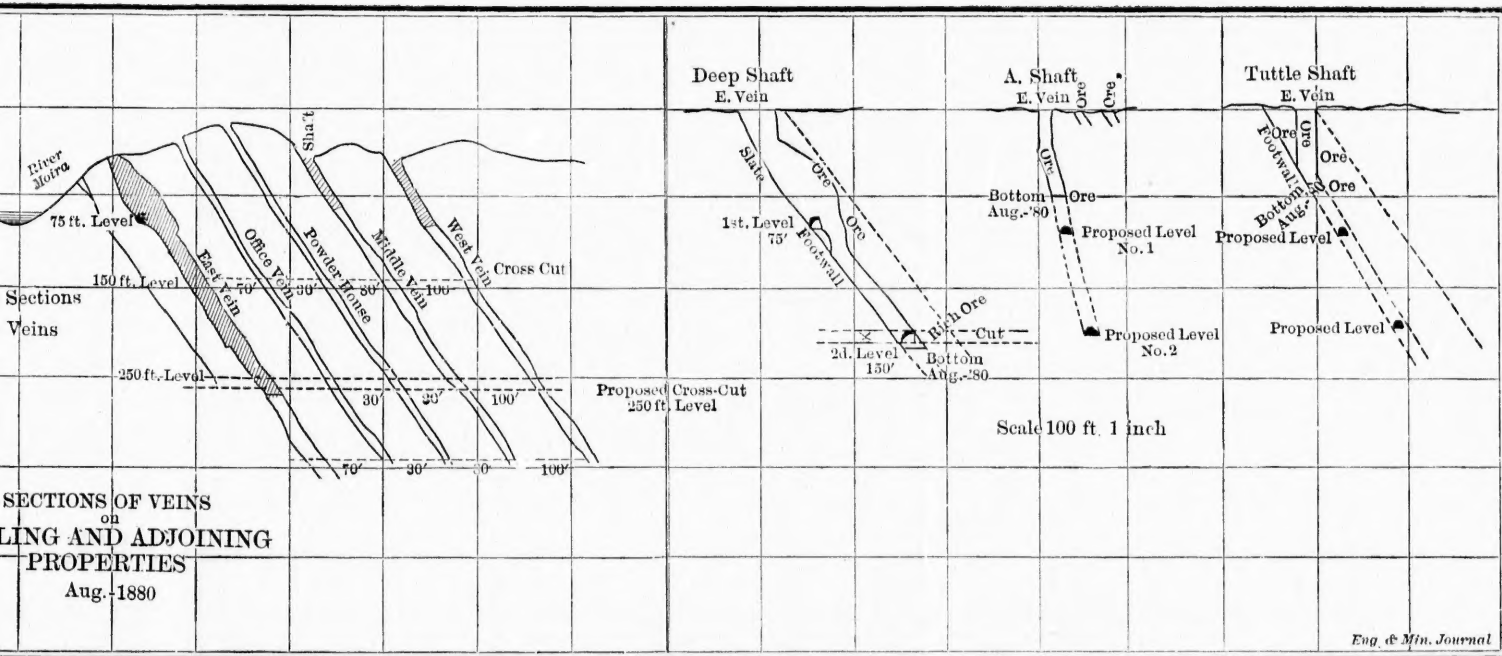 River
Moira
75 ft. Level
150 ft. Level
Sections
Veins
250 ft. Level
Shaft
East Vein
Office Vein
Powder House
Middle Vein
West Vein
Cross Cut
70' 30' 100
Proposed Cross-Cut
250 ft. Level
30' 100'
70' 30' 100'
SECTIONS OF VEINS
on
LING AND ADJOINING
PROPERTIES
Aug.-1880
Deep Shaft
E. Vein
Slate
Ore
1st. Level
75'
Ore
Footwall
Rich Ore
Cut
2d. Level
150'
Bottom
Aug.-'80
A. Shaft
E. Vein
Ore
Ore
Ore
Bottom
Aug.-'80
Ore
Proposed Level
No. 1
Proposed Level
No. 2
Tuttle Shaft
E. Vein
Ore
Ore
Ore
Ore
Footwall
Bottom
Aug.-
Proposed Level
Proposed Level
Scale 100 ft. 1 inch
Eng. & Min. Journal